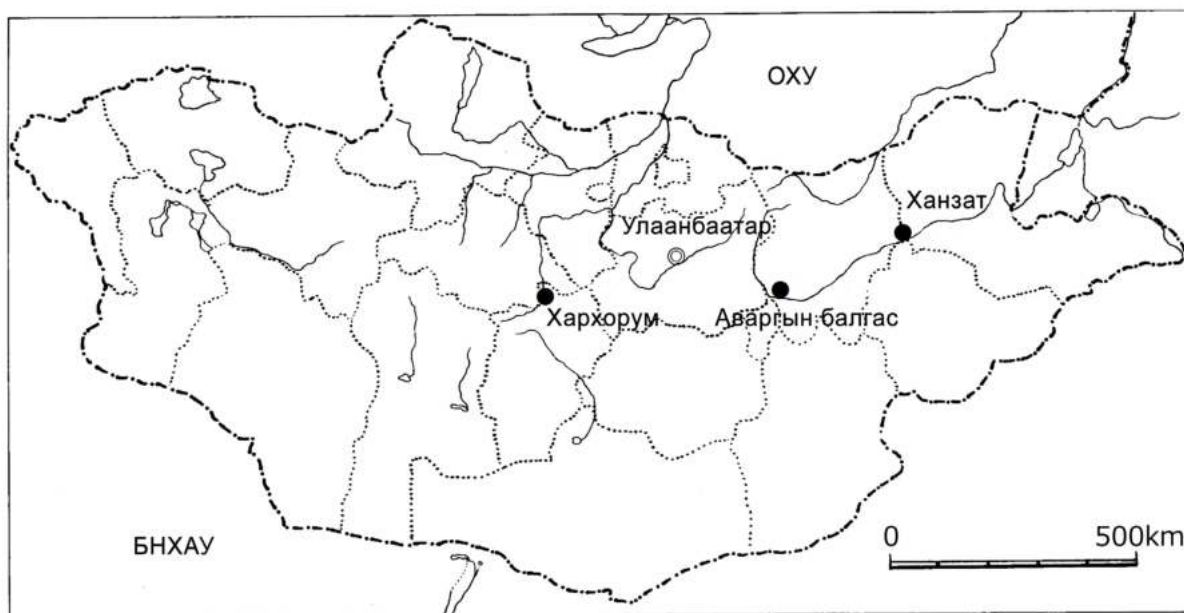 ОХУ
Ханзат
Улаанбаатар
Хархорум
Аваргын балгас
БНХАУ
0 500km